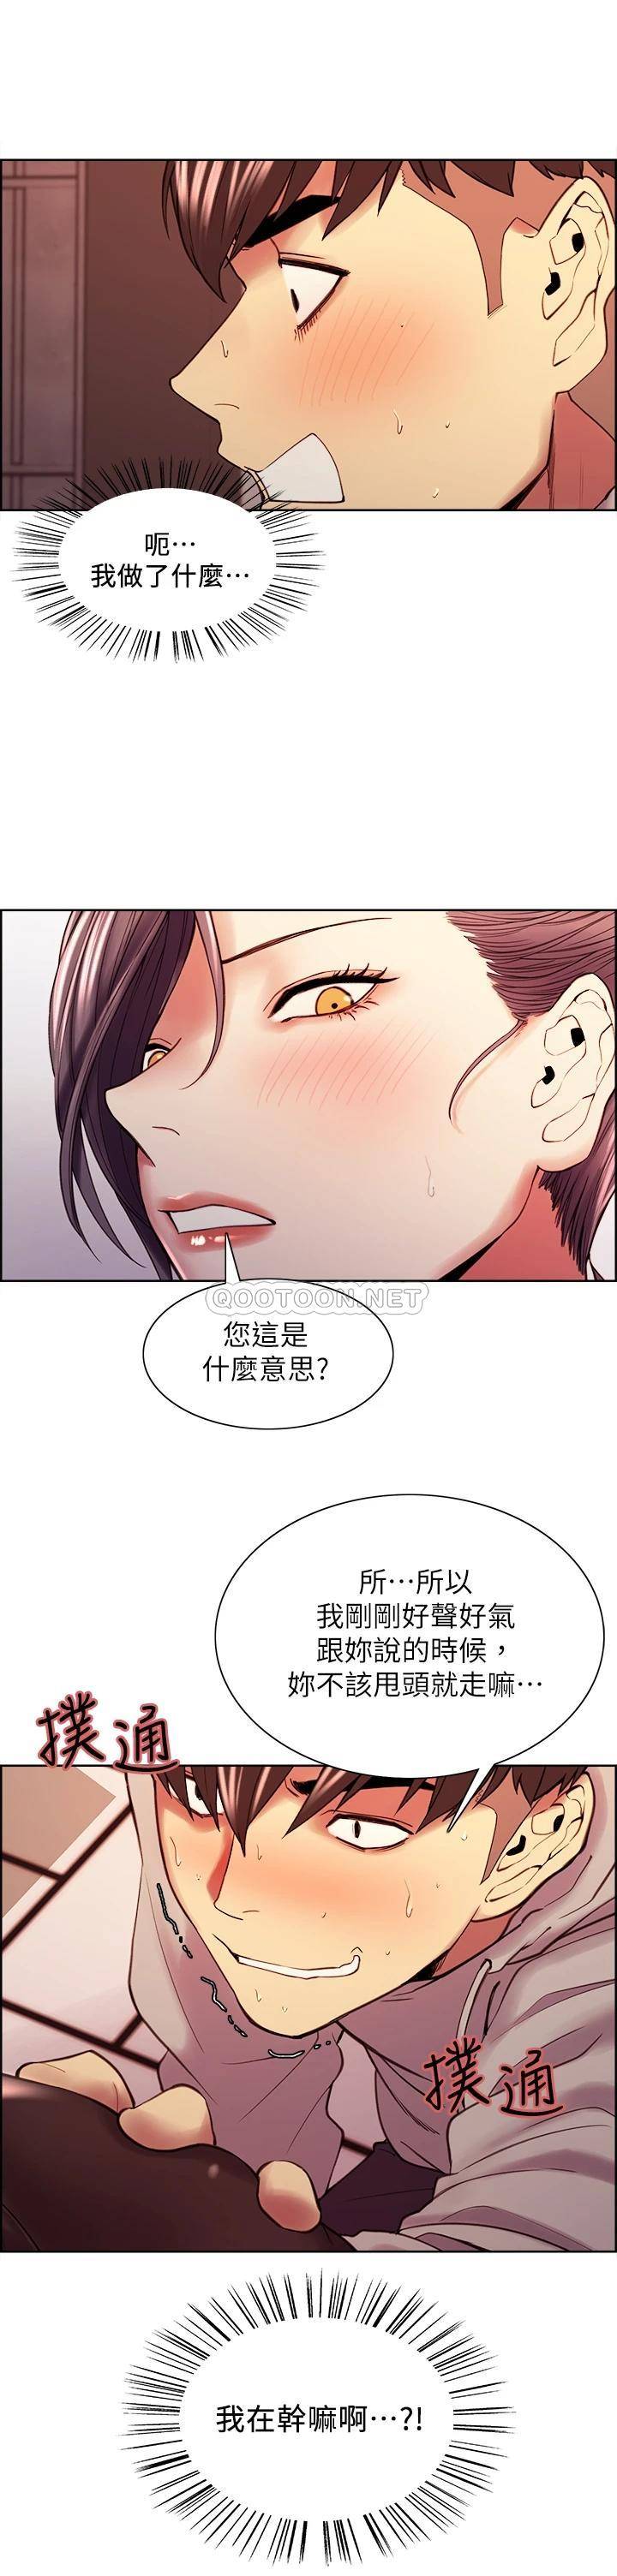 呃⋯
我做了什麼⋯
QOOTOON.NET
您這是
什麼意思?
所⋯所以
我剛剛好聲好氣
跟妳說的時候，
妳不該甩頭就走嘛⋯
撲通
撲通
我在幹嘛啊⋯?!